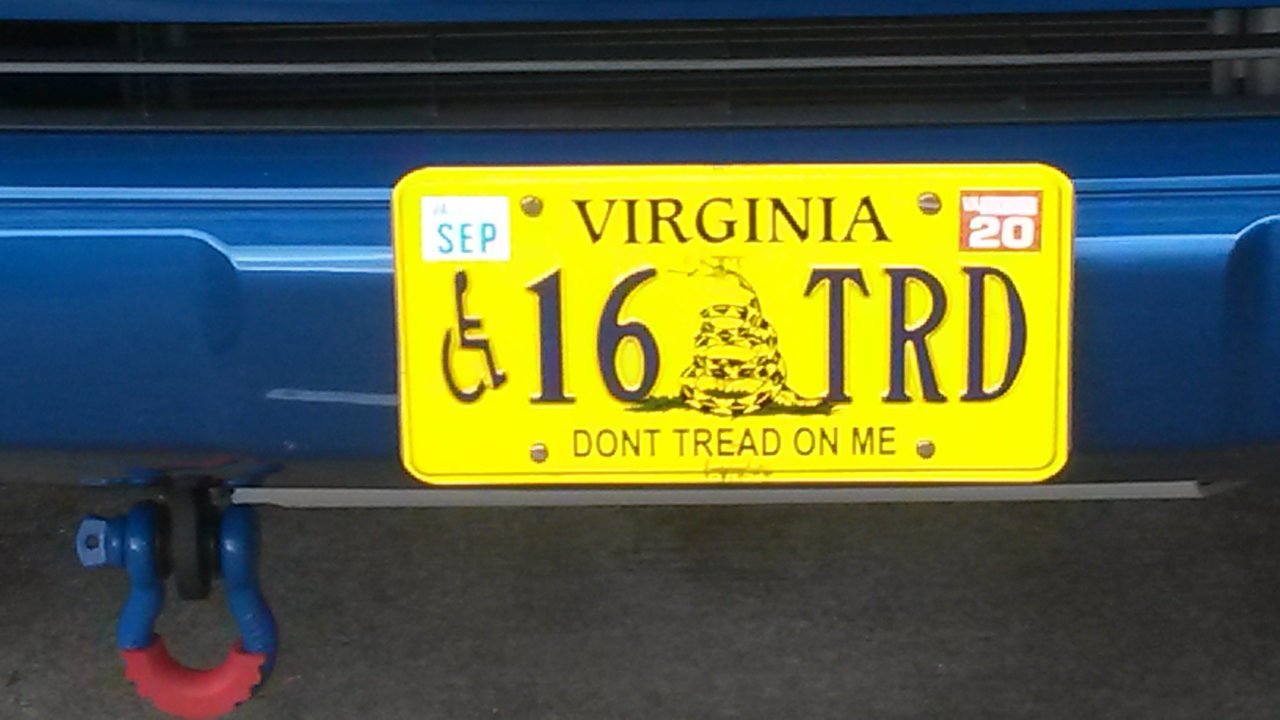 VIRGINIA
SEP
20
16 TRD
DONT TREAD ON ME